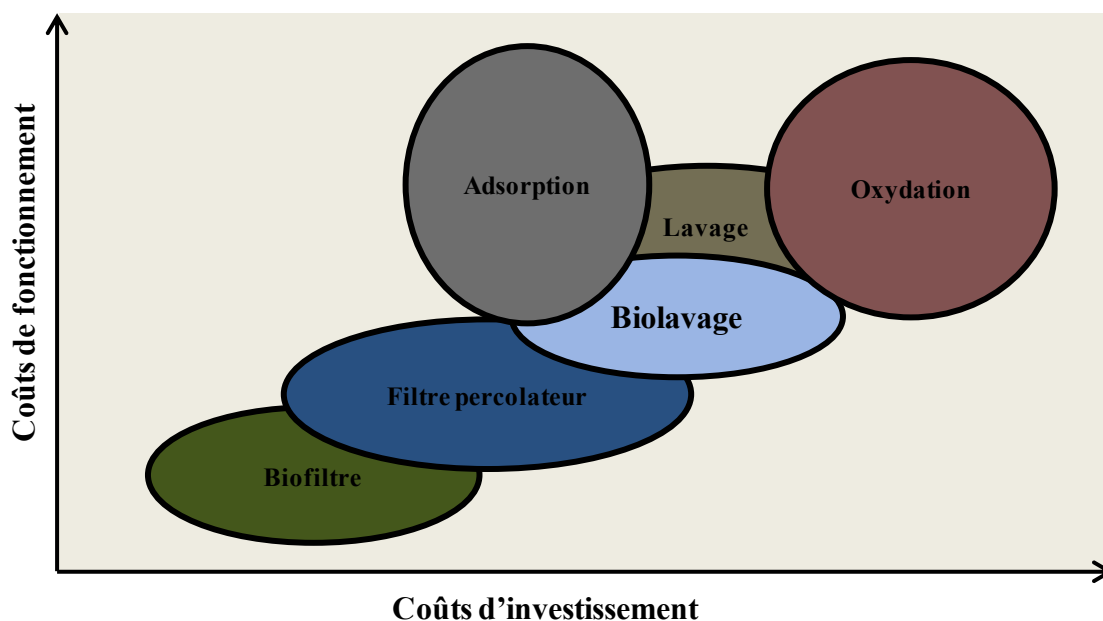 Coûts de fonctionnement
Adsorption
Oxydation
Lavage
Biolavage
Filtre percolateur
Biofiltre
Coûts d’investissement